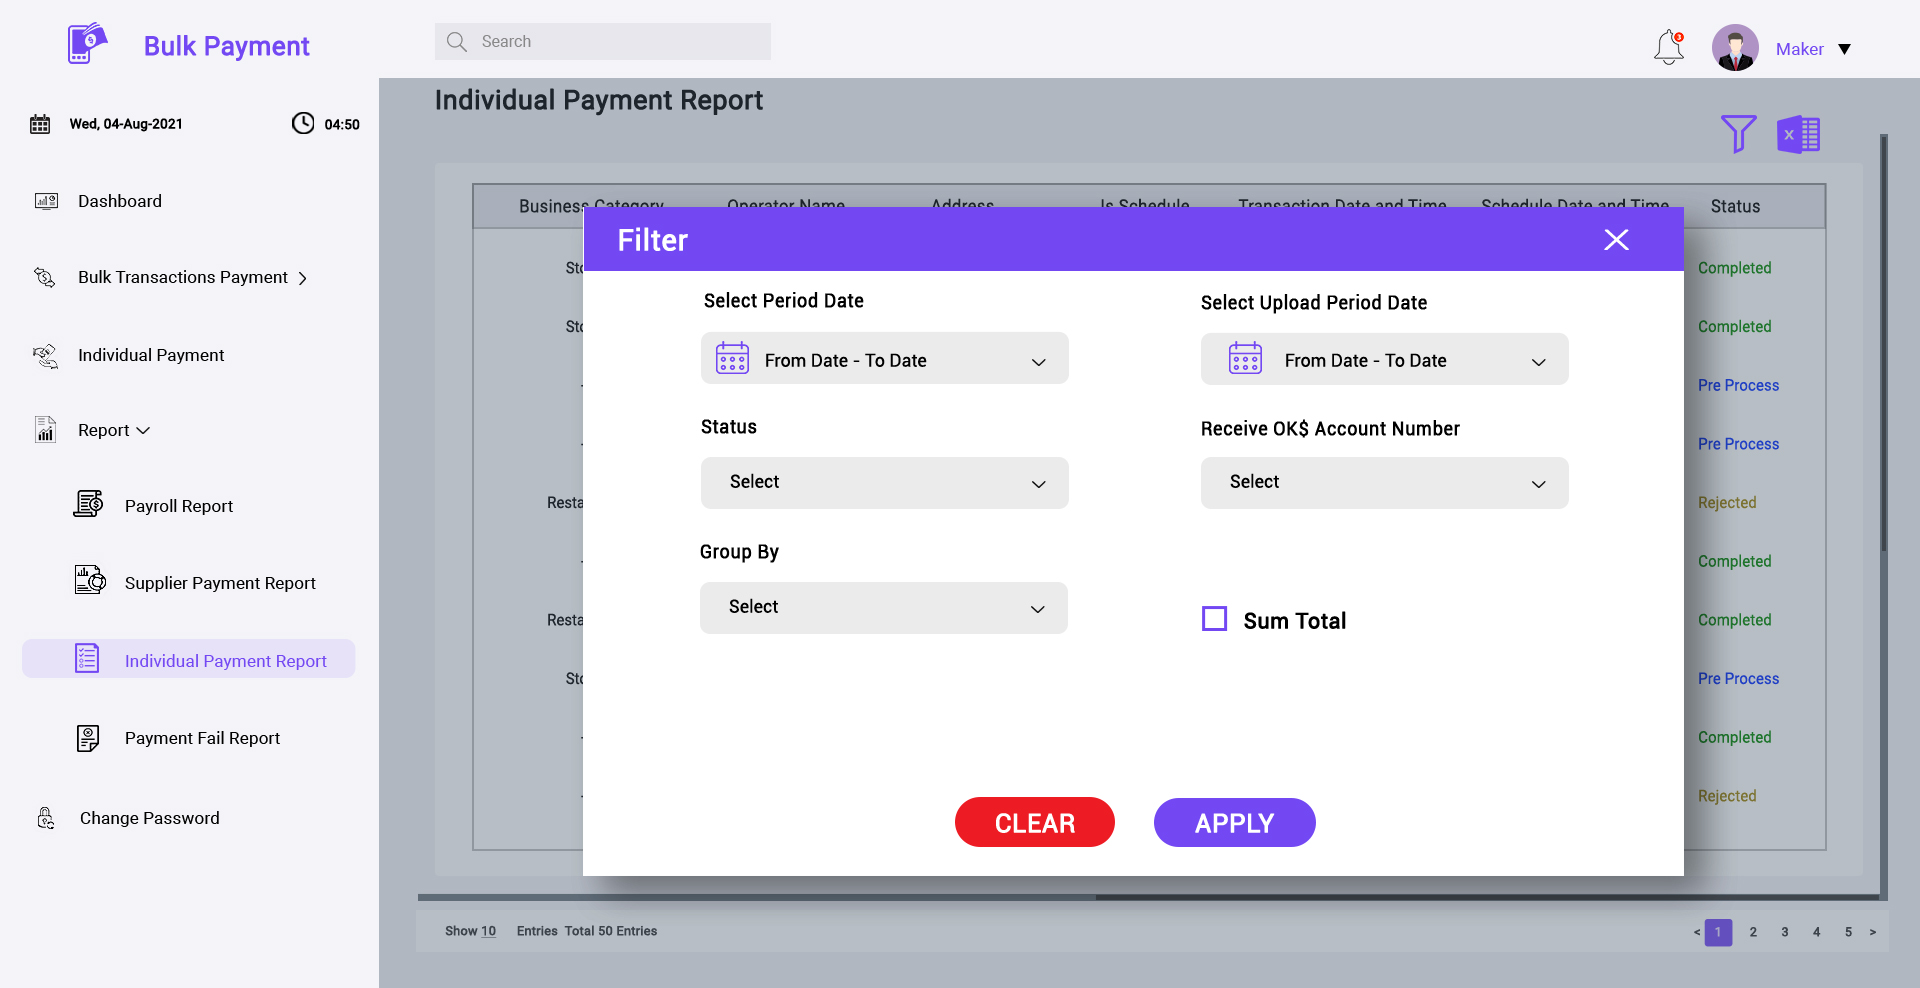 Bulk Payment
Search
3
Maker
Wed, 04-Aug-2021
04:50
Dashboard
Bulk Transactions Payment
Individual Payment
Report
Payroll Report
Supplier Payment Report
Individual Payment Report
Payment Fail Report
Change Password
Individual Payment Report
Business Category Operator Name Address Is Schedule Transaction Date and Time Schedule Date and Time Status
Completed
Completed
Pre Process
Pre Process
Rejected
Completed
Completed
Pre Process
Completed
Rejected
Filter
Select Period Date
From Date - To Date
Select Upload Period Date
From Date - To Date
Status
Select
Receive OK$ Account Number
Select
Group By
Select
Sum Total
CLEAR APPLY
Show 10 Entries Total 50 Entries
< 1 2 3 4 5 >